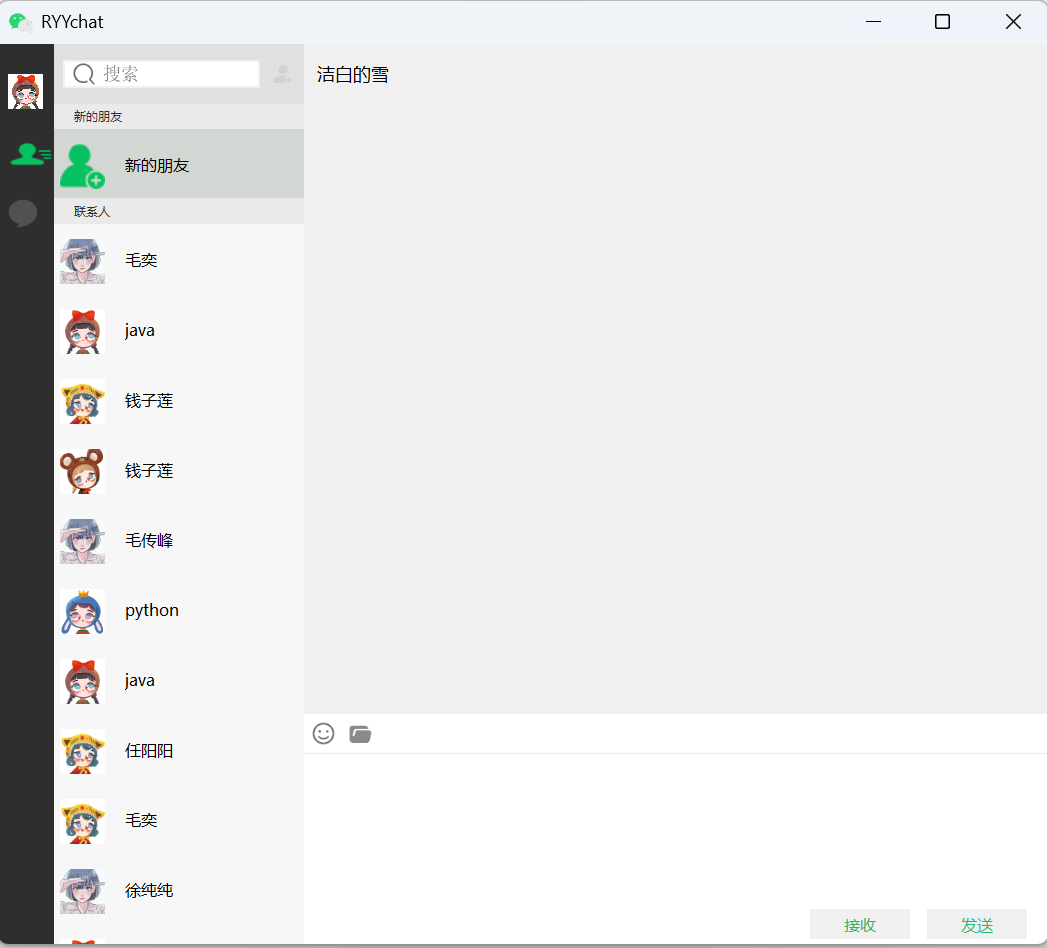 RYYchat
搜索
新的朋友
新的朋友
联系人
毛奕
java
钱子莲
钱子莲
毛传峰
python
java
任阳阳
毛奕
徐纯纯
洁白的雪
接收
发送